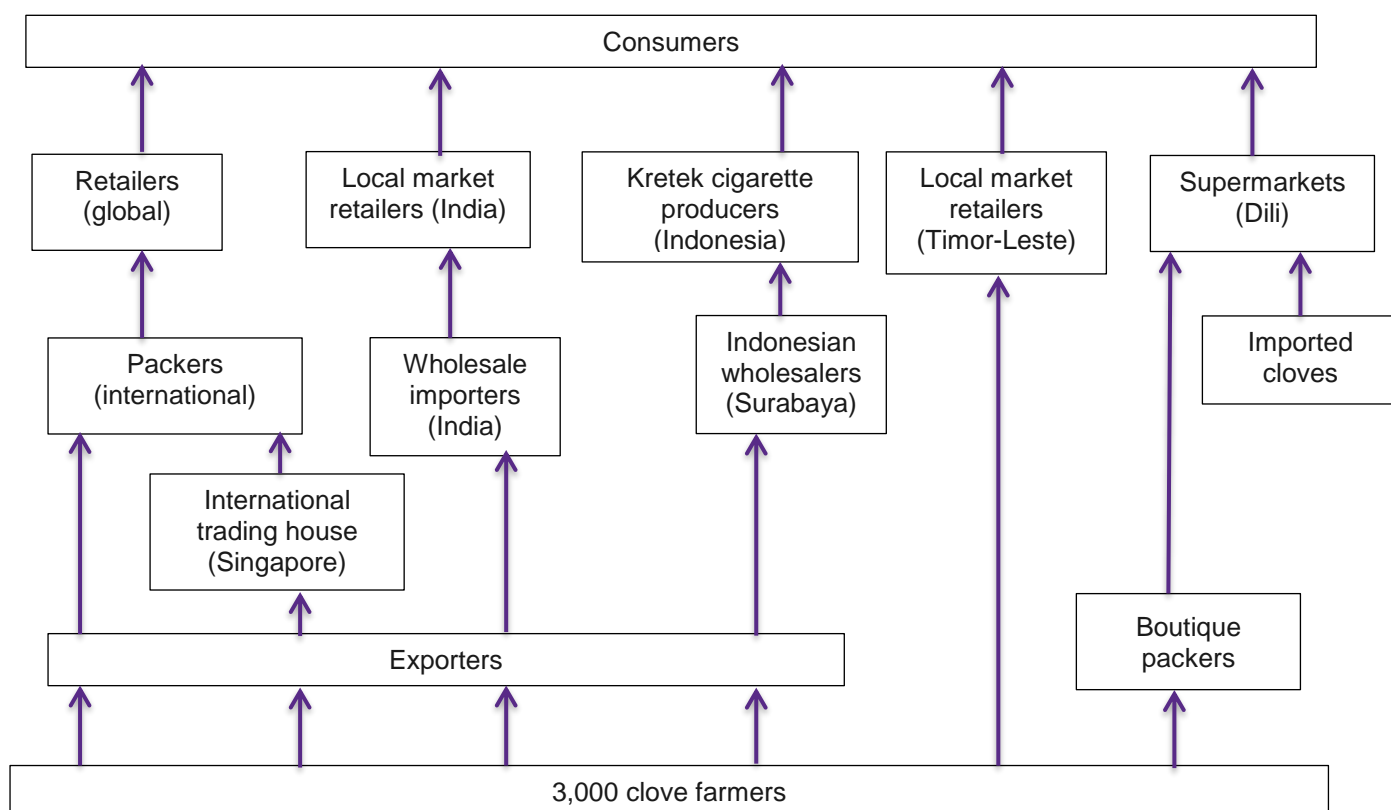 Consumers
Retailers
(global)
Local market
retailers (India)
Kretek cigarette
producers
(Indonesia)
Local market
retailers
(Timor-Leste)
Supermarkets
(Dili)
Packers
(international)
Wholesale
importers
(India)
Indonesian
wholesalers
(Surabaya)
Imported
cloves
International
trading house
(Singapore)
Boutique
packers
Exporters
3,000 clove farmers